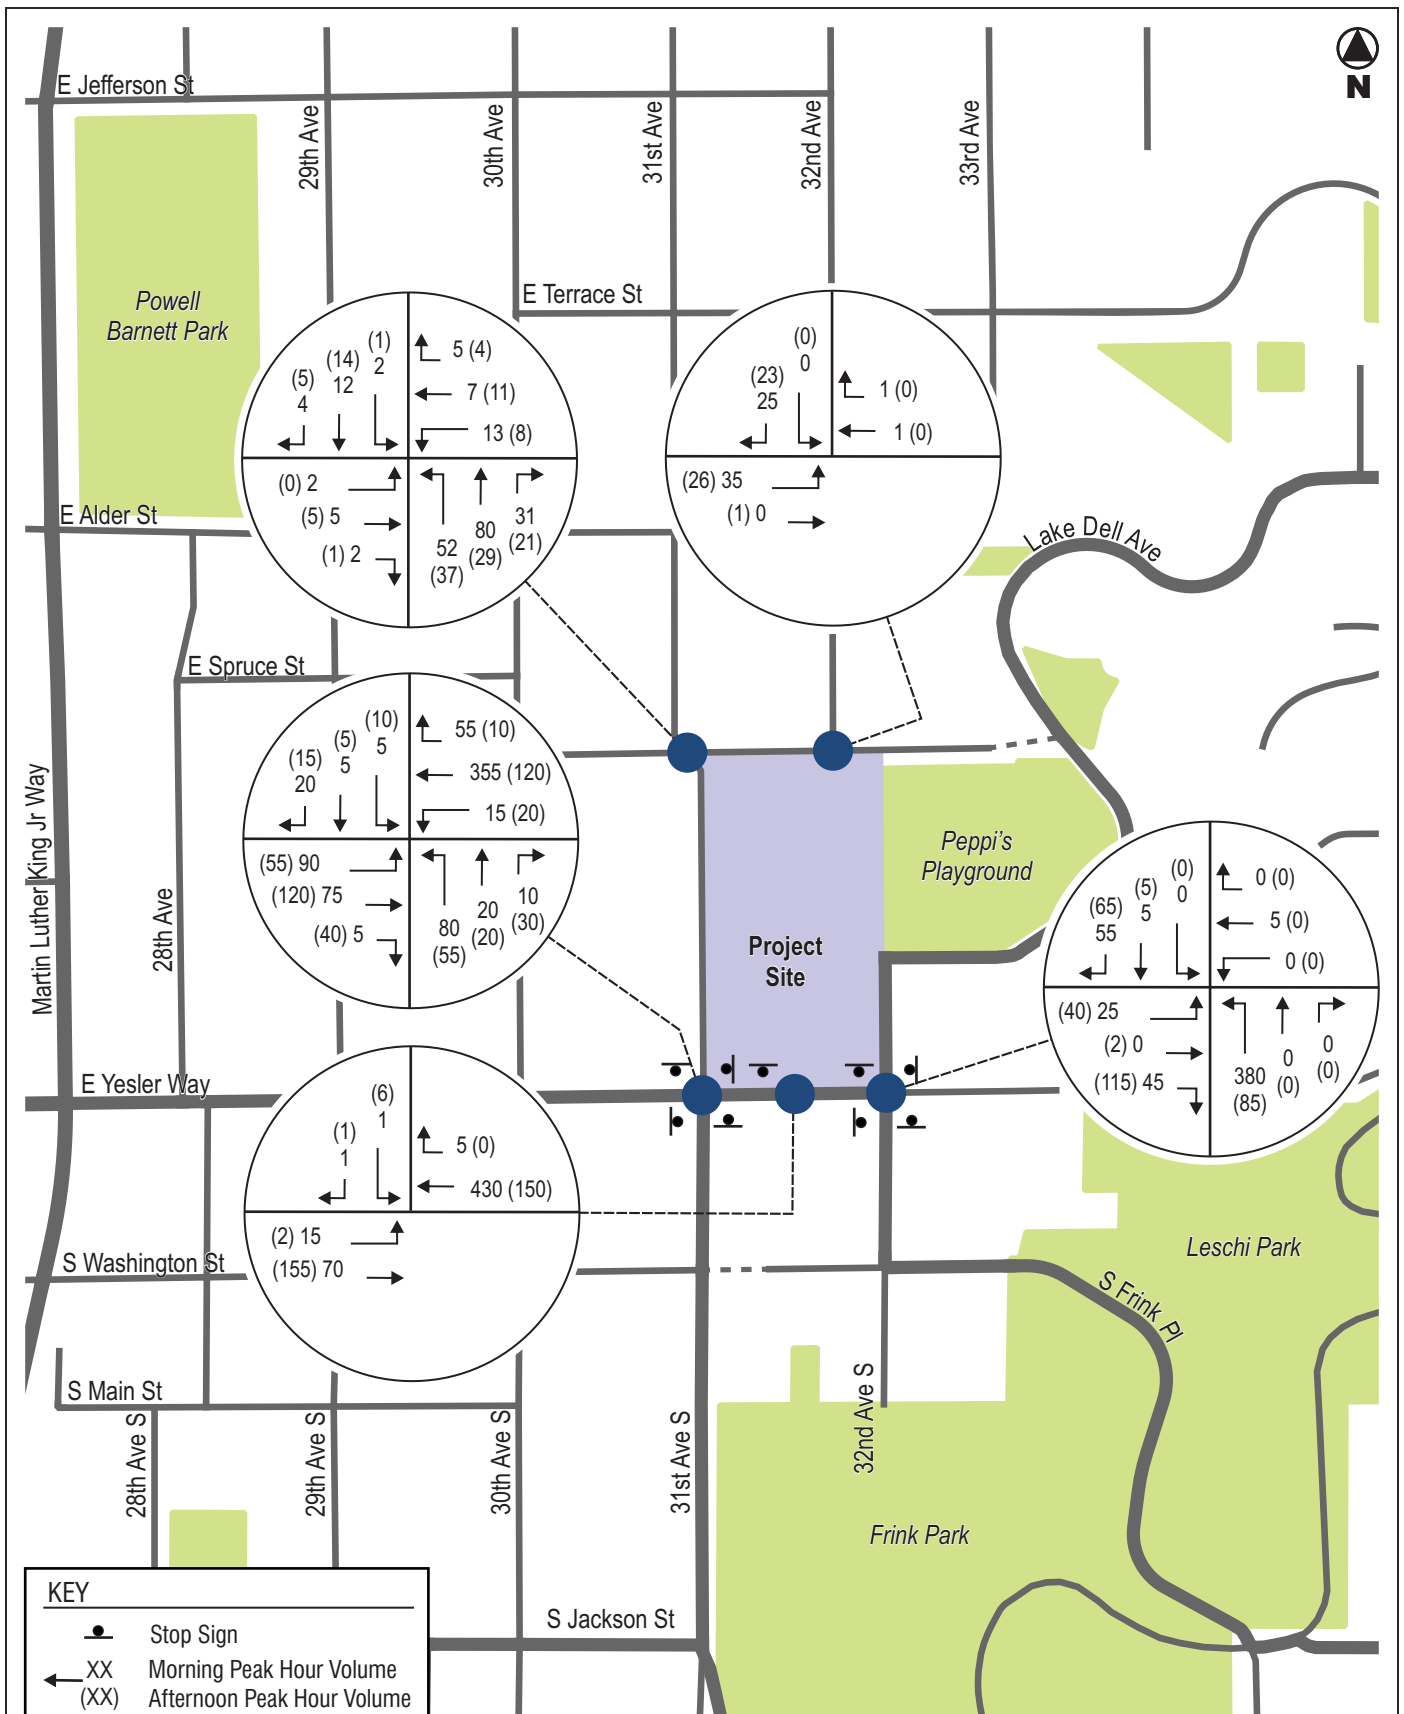 N
E Jefferson St
29th Ave
30th Ave
31st Ave
32nd Ave
33rd Ave
Powell
Barnett Park
E Terrace St
(5)
4
(14)
12
(1)
2
5 (4)
7 (11)
13 (8)
(0) 2
(5) 5
(1) 2
52
(37)
80
(29)
31
(21)
(23)
25
(0)
0
1 (0)
1 (0)
(26) 35
(1) 0
E Alder St
Lake Dell Ave
E Spruce St
(15)
20
(5)
5
(10)
5
55 (10)
355 (120)
15 (20)
(55) 90
(120) 75
(40) 5
80
(55)
20
(20)
10
(30)
Martin Luther King Jr Way
28th Ave
Peppi's
Playground
Project
Site
(65)
55
(5)
5
(0)
0
0 (0)
5 (0)
0 (0)
(40) 25
(2) 0
(115) 45
380
(85)
0
(0)
0
(0)
E Yesler Way
(1)
1
(6)
1
5 (0)
430 (150)
(2) 15
(155) 70
S Washington St
Leschi Park
S Frink Pl
S Main St
28th Ave S
29th Ave S
30th Ave S
31st Ave S
32nd Ave S
Frink Park
S Jackson St
KEY
Stop Sign
XX Morning Peak Hour Volume
(XX) Afternoon Peak Hour Volume